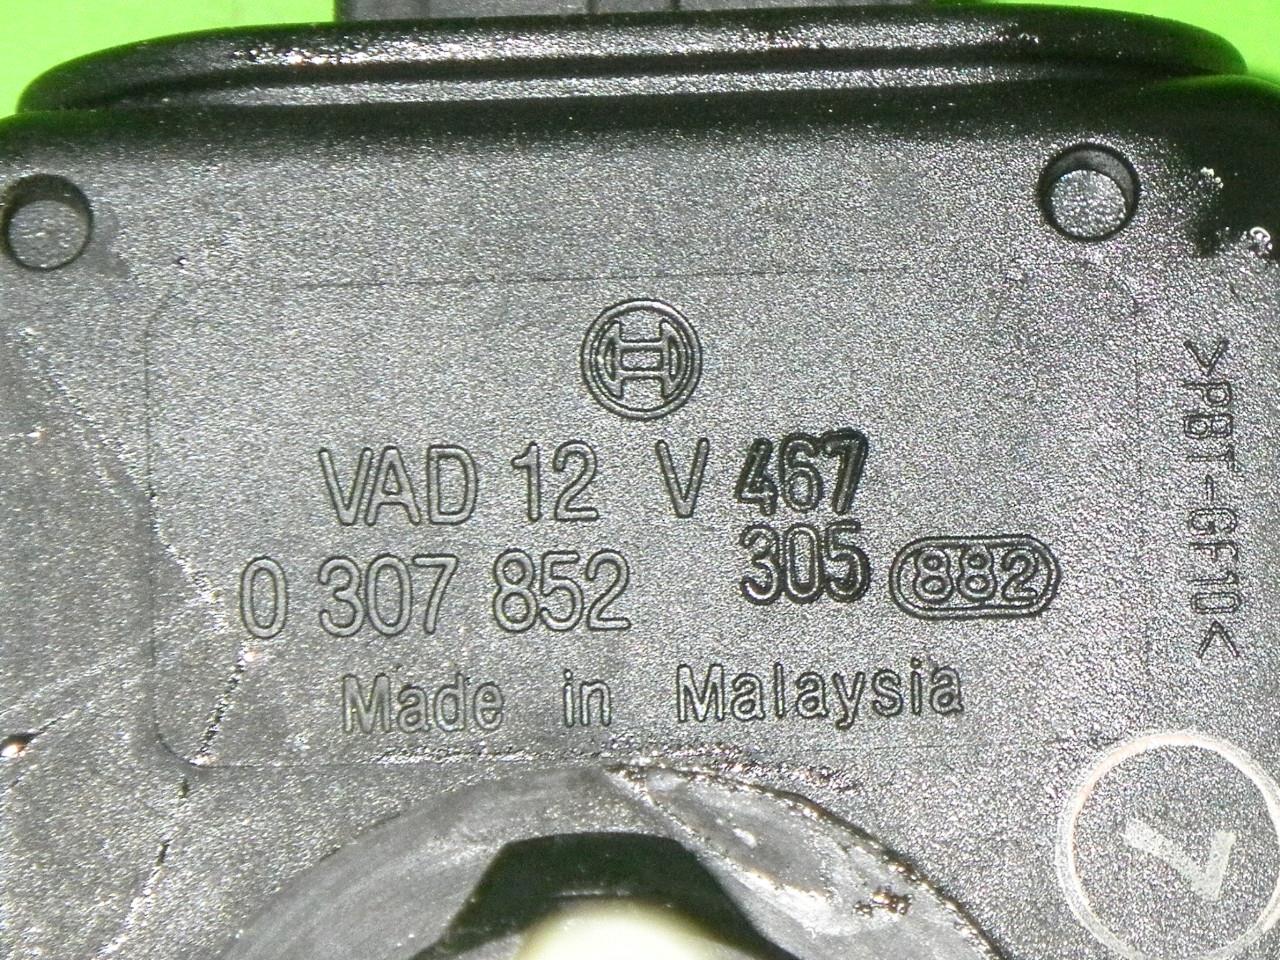 VAD 12 V 467
0 307 852 305 882
Made in Malaysia
>PBT-GF10<